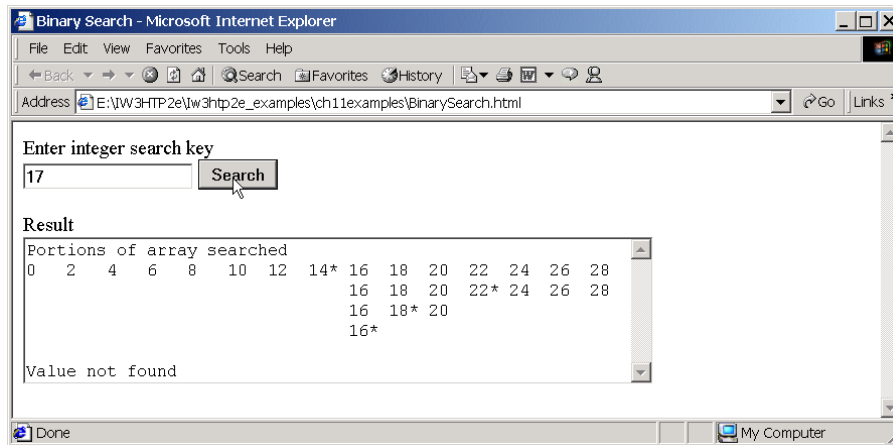 Binary Search - Microsoft Internet Explorer
File Edit View Favorites Tools Help
Back Search Favorites History
Address E:\IW3HTP2e\Iw3htp2e_examples\ch11examples\BinarySearch.html Go Links
Enter integer search key
17 Search
Result
Portions of array searched
0 2 4 6 8 10 12 14* 16 18 20 22 24 26 28
16 18 20 22* 24 26 28
16 18* 20
16*
Value not found
Done My Computer